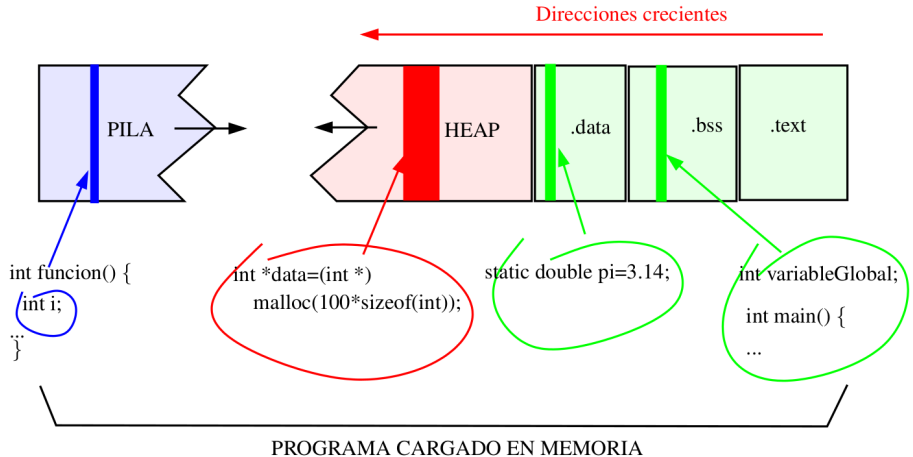 Direcciones crecientes
PILA
HEAP
.data
.bss
.text
int funcion() {
int i;
...
}
int *data=(int *)
malloc(100*sizeof(int));
static double pi=3.14;
int variableGlobal;
int main() {
...
PROGRAMA CARGADO EN MEMORIA